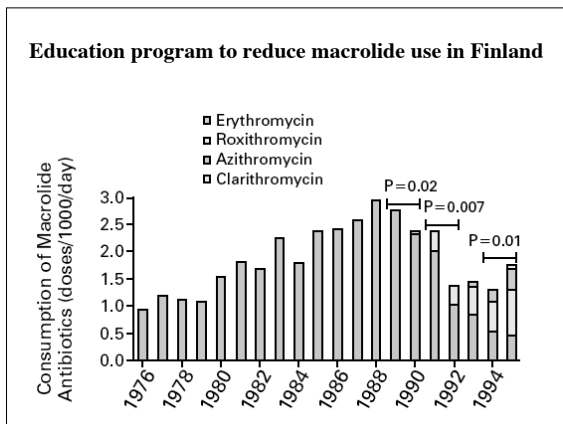 Education program to reduce macrolide use in Finland
Erythromycin
Roxithromycin
Azithromycin
Clarithromycin
Consumption of Macrolide
Antibiotics (doses/1000/day)
3.0
2.5
2.0
1.5
1.0
0.5
0.0
P=0.02
P=0.007
P=0.01
1976
1978
1980
1982
1984
1986
1988
1990
1992
1994